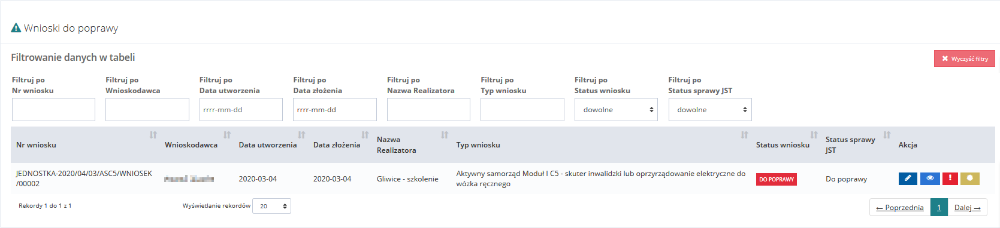 Wnioski do poprawy
Filtrowanie danych w tabeli
Wyczyść filtry
Filtruj po
Nr wniosku
Filtruj po
Wnioskodawca
Filtruj po
Data utworzenia
Filtruj po
Data złożenia
Filtruj po
Nazwa Realizatora
Filtruj po
Typ wniosku
Filtruj po
Status wniosku
Filtruj po
Status sprawy JST
rrrr-mm-dd
rrrr-mm-dd
dowolne
dowolne
Nr wniosku
Wnioskodawca
Data utworzenia
Data złożenia
Nazwa
Realizatora
Typ wniosku
Status wniosku
Status sprawy
JST
Akcja
JEDNOSTKA-2020/04/03/ASC5/WNIOSEK
/00002
2020-03-04
2020-03-04
Gliwice - szkolenie
Aktywny samorząd Moduł I C5 - skuter inwalidzki lub oprzyrządowanie elektryczne do
wózka ręcznego
DO POPRAWY
Do poprawy
Rekordy 1 do 1 z 1
Wyświetlanie rekordów
20
← Poprzednia
1
Dalej →